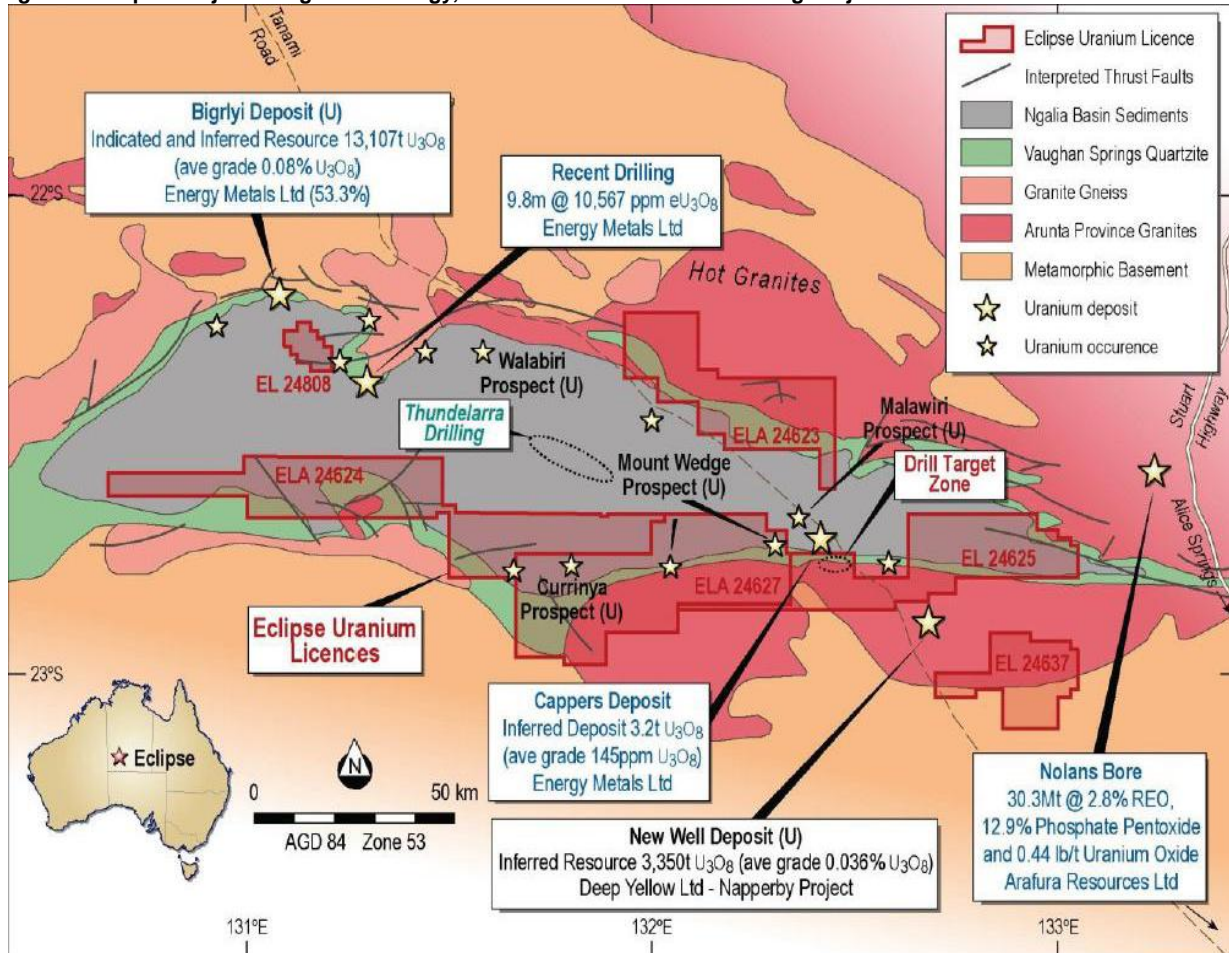 Tanami
Road
Bigrlyi Deposit (U)
Indicated and Inferred Resource 13,107t U₃O₈
(ave grade 0.08% U₃O₈)
Energy Metals Ltd (53.3%)
Recent Drilling
9.8m @ 10,567 ppm eU₃O₈
Energy Metals Ltd
Eclipse Uranium Licence
Interpreted Thrust Faults
Ngalia Basin Sediments
Vaughan Springs Quartzite
Granite Gneiss
Arunta Province Granites
Metamorphic Basement
Uranium deposit
Uranium occurence
22°S
Hot Granites
EL 24808
Walabiri
Prospect (U)
Thundelarra
Drilling
ELA 24623
Malawiri
Prospect (U)
Stuart
Highway
ELA 24624
Mount Wedge
Prospect (U)
Drill Target
Zone
Alice Springs
EL 24625
ELA 24627
Currinya
Prospect (U)
Eclipse Uranium
Licences
23°S
EL 24637
Cappers Deposit
Inferred Deposit 3.2t U₃O₈
(ave grade 145ppm U₃O₈)
Energy Metals Ltd
Eclipse
N
0 50 km
AGD 84 Zone 53
New Well Deposit (U)
Inferred Resource 3,350t U₃O₈ (ave grade 0.036% U₃O₈)
Deep Yellow Ltd - Napperby Project
Nolans Bore
30.3Mt @ 2.8% REO,
12.9% Phosphate Pentoxide
and 0.44 lb/t Uranium Oxide
Arafura Resources Ltd
131°E
132°E
133°E